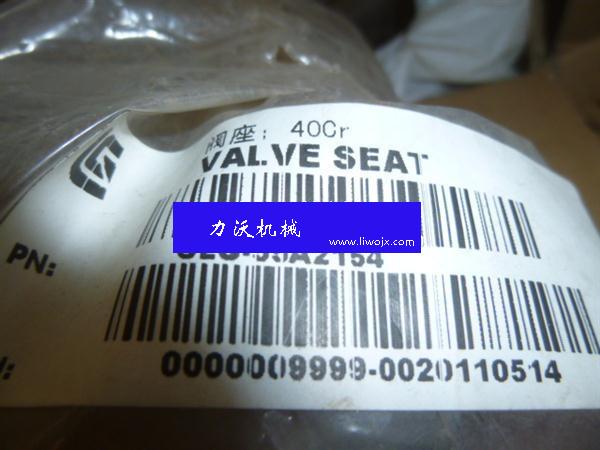 阀座：40Cr
VALVE SEAT
力沃机械
www.liwojx.com
PN:
0000009999-0020110514